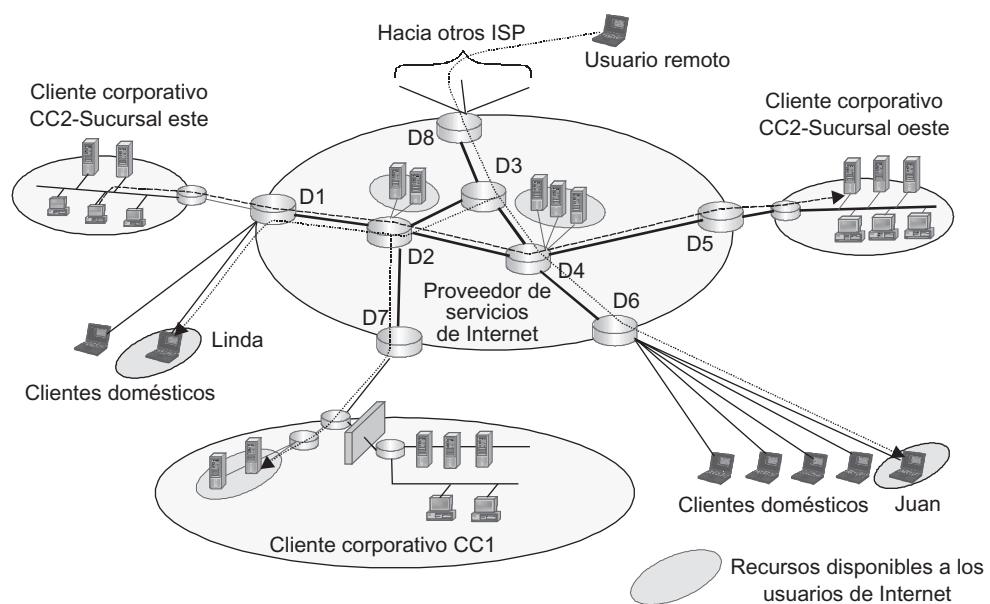 Hacia otros ISP
Usuario remoto
Cliente corporativo
CC2-Sucursal este
Cliente corporativo
CC2-Sucursal oeste
D8
D3
D1
D2
D4
D5
D6
D7
Proveedor de
servicios
de Internet
Linda
Clientes domésticos
Clientes domésticos
Juan
Cliente corporativo CC1
Recursos disponibles a los
usuarios de Internet